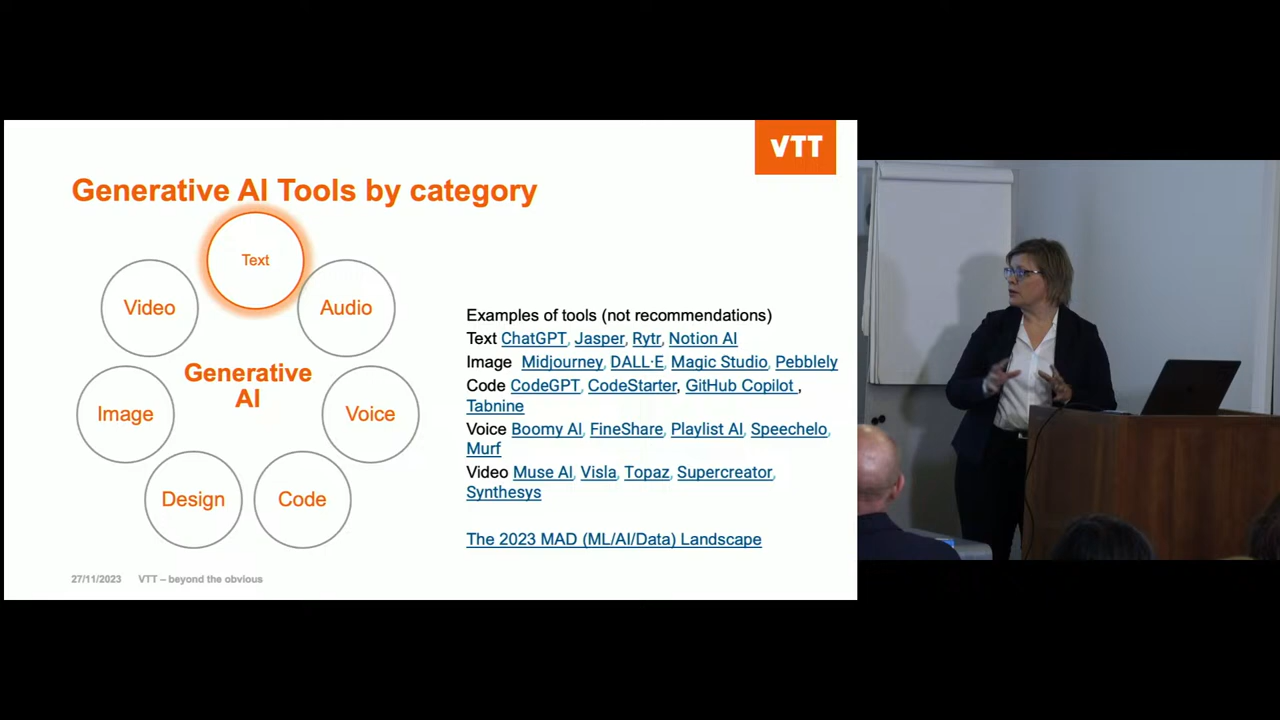 VTT
Generative AI Tools by category
Text
Video
Audio
Generative
AI
Image
Voice
Design
Code
Examples of tools (not recommendations)
Text ChatGPT, Jasper, Rytr, Notion AI
Image Midjourney, DALL·E, Magic Studio, Pebblely
Code CodeGPT, CodeStarter, GitHub Copilot ,
Tabnine
Voice Boomy AI, FineShare, Playlist AI, Speechelo,
Murf
Video Muse AI, Visla, Topaz, Supercreator,
Synthesys
The 2023 MAD (ML/AI/Data) Landscape
27/11/2023 VTT – beyond the obvious